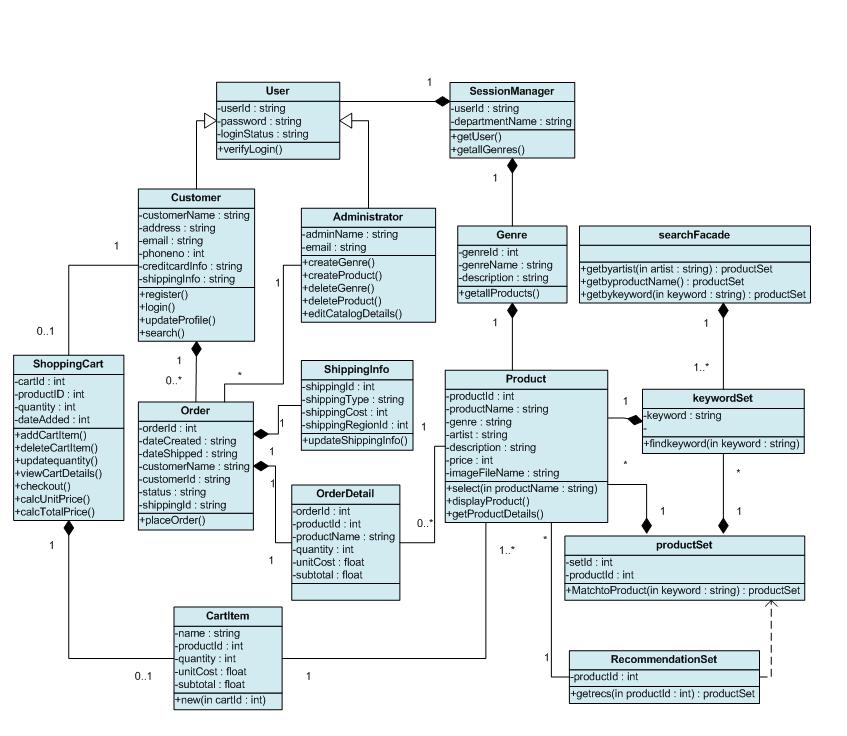 User
-userId : string
-password : string
-loginStatus : string
+verifyLogin()
1
SessionManager
-userId : string
-departmentName : string
+getUser()
+getallGenres()
1
Customer
-customerName : string
-address : string
-email : string
-phoneno : int
-creditcardInfo : string
-shippingInfo : string
+register()
+login()
+updateProfile()
+search()
1
0..1
1
0..*
Administrator
-adminName : string
-email : string
+createGenre()
+createProduct()
+deleteGenre()
+deleteProduct()
+editCatalogDetails()
1
*
Genre
-genreId : int
-genreName : string
-description : string
+getallProducts()
1
searchFacade
+getbyartist(in artist : string) : productSet
+getbyproductName() : productSet
+getbykeyword(in keyword : string) : productSet
1
1..*
ShoppingCart
-cartId : int
-productID : int
-quantity : int
-dateAdded : int
+addCartItem()
+deleteCartItem()
+updatequantity()
+viewCartDetails()
+checkout()
+calcUnitPrice()
+calcTotalPrice()
1
0..1
Order
-orderId : int
-dateCreated : string
-dateShipped : string
-customerName : string
-customerId : string
-status : string
-shippingId : string
+placeOrder()
1
1
1
1
ShippingInfo
-shippingId : int
-shippingType : string
-shippingCost : int
-shippingRegionId : int
+updateShippingInfo()
Product
-productId : int
-productName : string
-genre : string
-artist : string
-description : string
-price : int
-imageFileName : string
+select(in productName : string)
+displayProduct()
+getProductDetails()
1
0..*
1
*
1..*
*
keywordSet
-keyword : string
-
+findkeyword(in keyword : string)
*
1
1
OrderDetail
-orderId : int
-productId : int
-productName : string
-quantity : int
-unitCost : float
-subtotal : float
productSet
-setId : int
-productId : int
+MatchtoProduct(in keyword : string) : productSet
CartItem
-name : string
-productId : int
-quantity : int
-unitCost : float
-subtotal : float
+new(in cartId : int)
1
1
RecommendationSet
-productId : int
+getrecs(in productId : int) : productSet